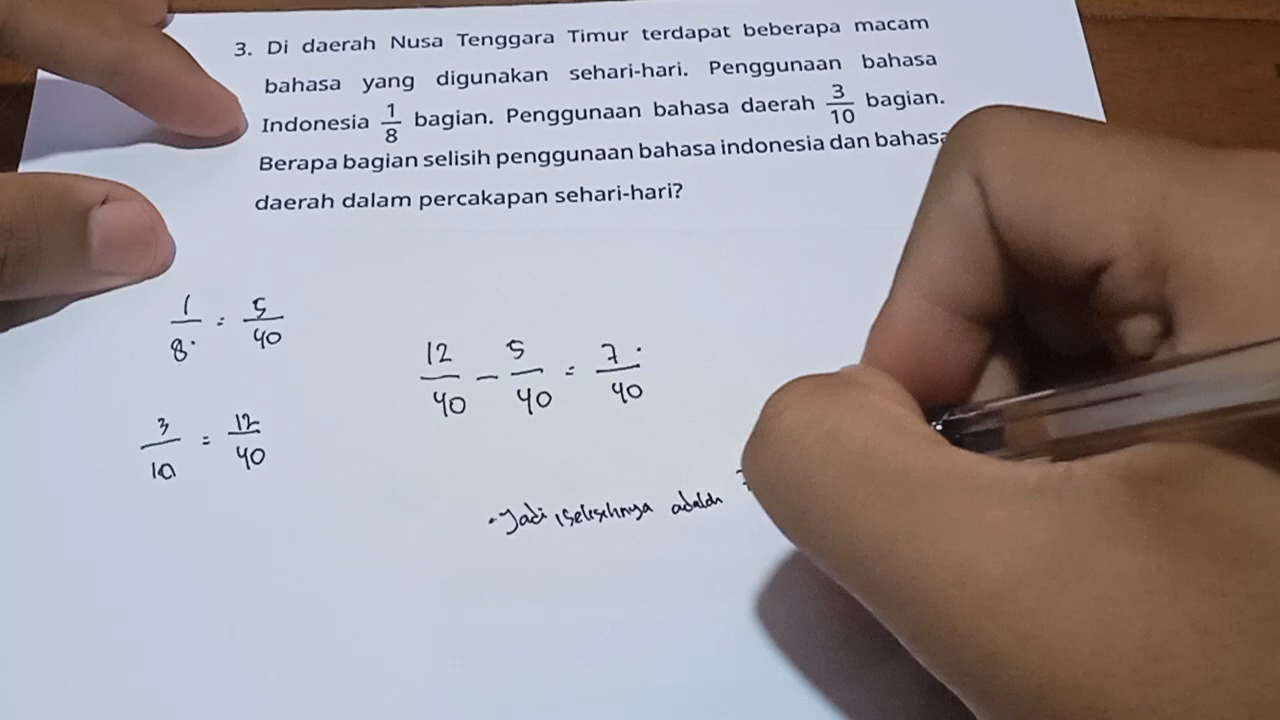 3. Di daerah Nusa Tenggara Timur terdapat beberapa macam
bahasa yang digunakan sehari-hari. Penggunaan bahasa
Indonesia 1/8 bagian. Penggunaan bahasa daerah 3/10 bagian.
Berapa bagian selisih penggunaan bahasa indonesia dan bahasa
daerah dalam percakapan sehari-hari?
1/8 = 5/40
12/40 - 5/40 = 7/40
3/10 = 12/40
Jadi, selisihnya adalah